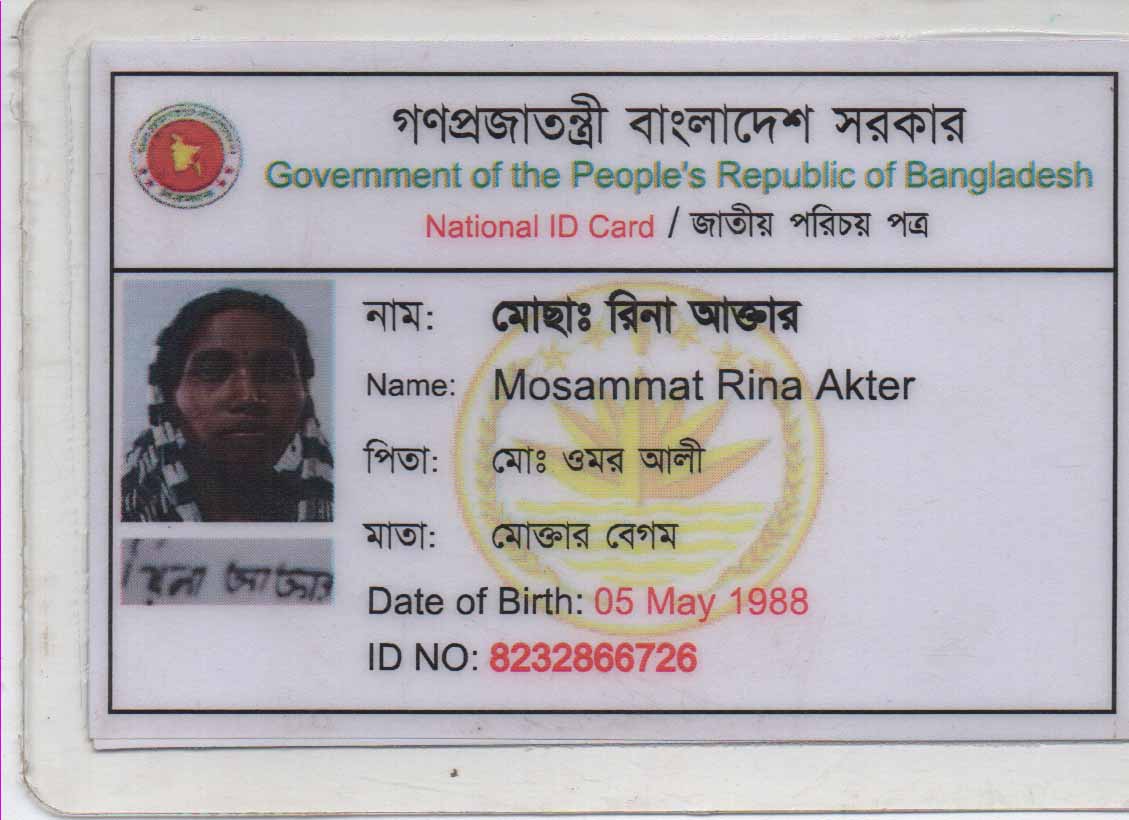 গণপ্রজাতন্ত্রী বাংলাদেশ সরকার
Government of the People's Republic of Bangladesh
National ID Card / জাতীয় পরিচয় পত্র
নাম: মোছাঃ রিনা আক্তার
Name: Mosammat Rina Akter
পিতা: মোঃ ওমর আলী
মাতা: মোক্তার বেগম
রিনা আক্তার
Date of Birth: 05 May 1988
ID NO: 8232866726